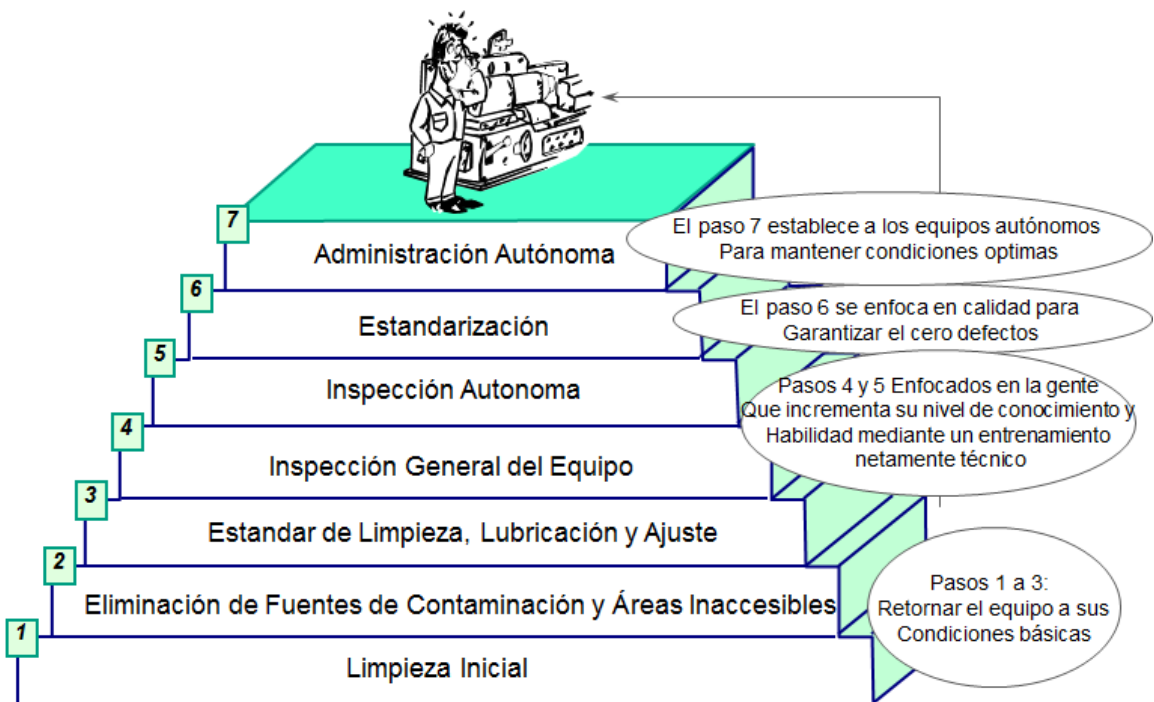 7
Administración Autónoma
El paso 7 establece a los equipos autónomos
Para mantener condiciones optimas
6
Estandarización
El paso 6 se enfoca en calidad para
Garantizar el cero defectos
5
Inspección Autonoma
Pasos 4 y 5 Enfocados en la gente
Que incrementa su nivel de conocimiento y
Habilidad mediante un entrenamiento
netamente técnico
4
Inspección General del Equipo
3
Estandar de Limpieza, Lubricación y Ajuste
2
Eliminación de Fuentes de Contaminación y Áreas Inaccesibles
Pasos 1 a 3:
Retornar el equipo a sus
Condiciones básicas
1
Limpieza Inicial